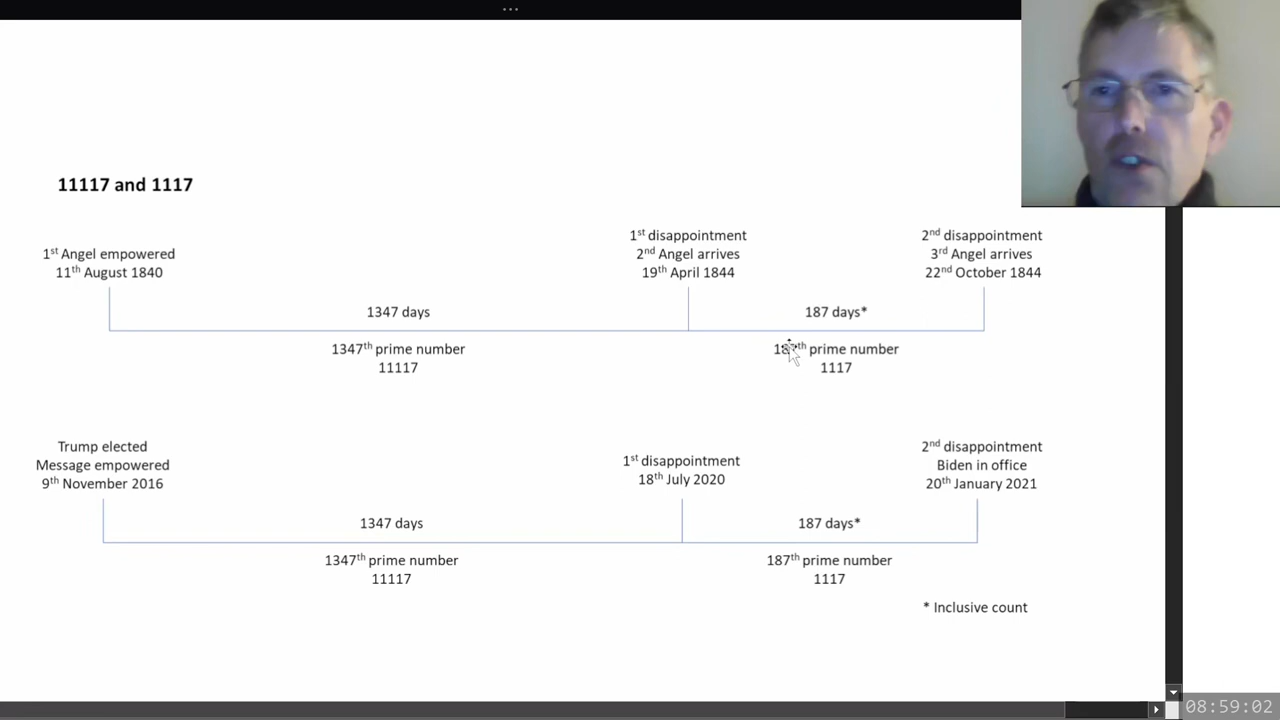 11117 and 1117
1st Angel empowered
11th August 1840
1st disappointment
2nd Angel arrives
19th April 1844
2nd disappointment
3rd Angel arrives
22nd October 1844
1347 days
187 days*
1347th prime number
11117
187th prime number
1117
Trump elected
Message empowered
9th November 2016
1st disappointment
18th July 2020
2nd disappointment
Biden in office
20th January 2021
1347 days
187 days*
1347th prime number
11117
187th prime number
1117
* Inclusive count
08:59:02